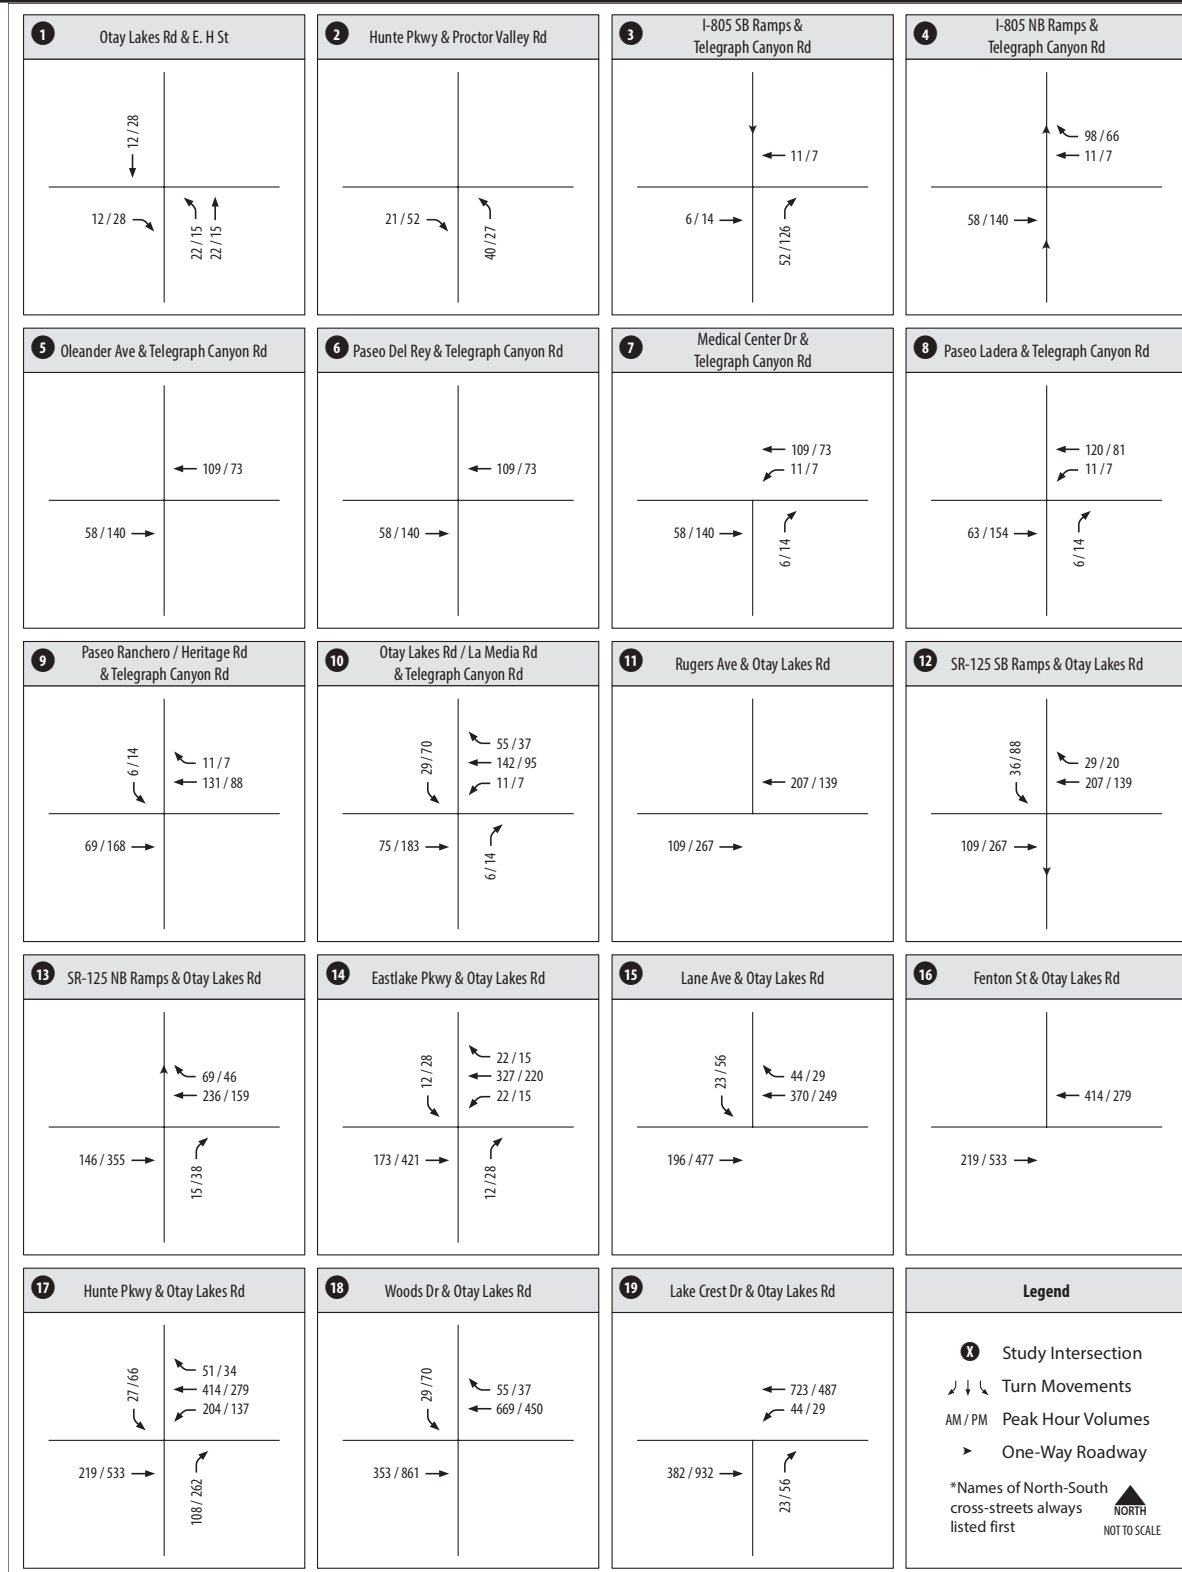 1
Otay Lakes Rd & E. H St
12 / 28
12 / 28
22 / 15
22 / 15
2
Hunte Pkwy & Proctor Valley Rd
21 / 52
40 / 27
3
I-805 SB Ramps &
Telegraph Canyon Rd
11 / 7
6 / 14
52 / 126
4
I-805 NB Ramps &
Telegraph Canyon Rd
98 / 66
11 / 7
58 / 140
5
Oleander Ave & Telegraph Canyon Rd
109 / 73
58 / 140
6
Paseo Del Rey & Telegraph Canyon Rd
109 / 73
58 / 140
7
Medical Center Dr &
Telegraph Canyon Rd
109 / 73
11 / 7
58 / 140
6 / 14
8
Paseo Ladera & Telegraph Canyon Rd
120 / 81
11 / 7
63 / 154
6 / 14
9
Paseo Ranchero / Heritage Rd
& Telegraph Canyon Rd
6 / 14
11 / 7
131 / 88
69 / 168
10
Otay Lakes Rd / La Media Rd
& Telegraph Canyon Rd
29 / 70
55 / 37
142 / 95
11 / 7
75 / 183
6 / 14
11
Rugers Ave & Otay Lakes Rd
207 / 139
109 / 267
12
SR-125 SB Ramps & Otay Lakes Rd
36 / 88
29 / 20
207 / 139
109 / 267
13
SR-125 NB Ramps & Otay Lakes Rd
69 / 46
236 / 159
146 / 355
15 / 38
14
Eastlake Pkwy & Otay Lakes Rd
12 / 28
22 / 15
327 / 220
22 / 15
173 / 421
12 / 28
15
Lane Ave & Otay Lakes Rd
23 / 56
44 / 29
370 / 249
196 / 477
16
Fenton St & Otay Lakes Rd
414 / 279
219 / 533
17
Hunte Pkwy & Otay Lakes Rd
27 / 66
51 / 34
414 / 279
204 / 137
219 / 533
108 / 262
18
Woods Dr & Otay Lakes Rd
29 / 70
55 / 37
669 / 450
353 / 861
19
Lake Crest Dr & Otay Lakes Rd
723 / 487
44 / 29
382 / 932
23 / 56
Legend
X Study Intersection
Turn Movements
AM / PM Peak Hour Volumes
One-Way Roadway
*Names of North-South
cross-streets always
listed first
NORTH
NOT TO SCALE